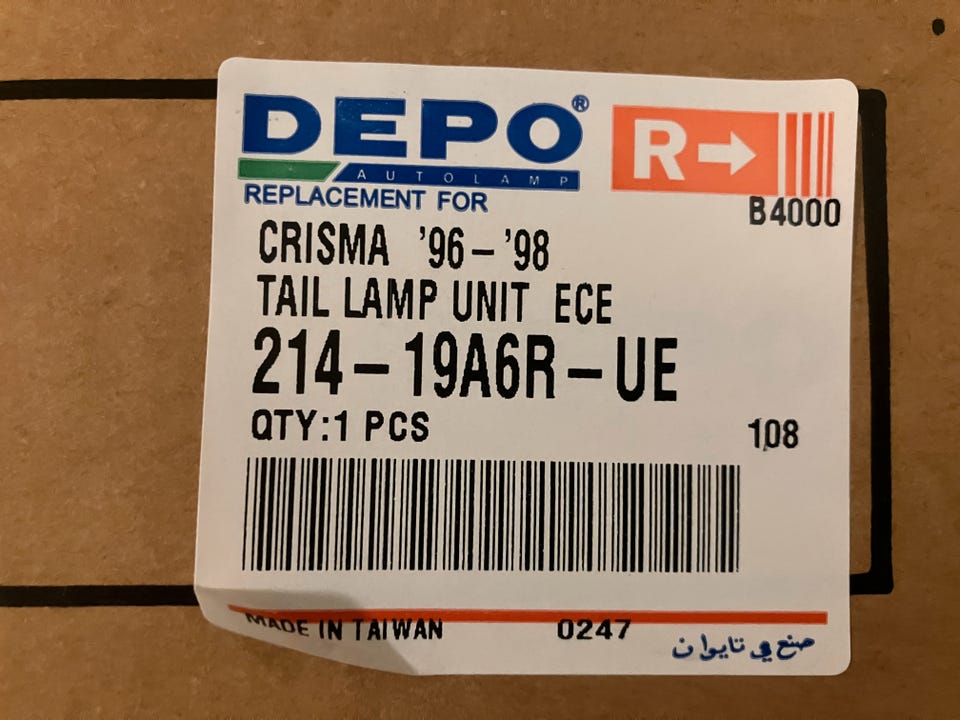 DEPO®
AUTOLAMP
R→
REPLACEMENT FOR
B4000
CRISMA '96-'98
TAIL LAMP UNIT ECE
214-19A6R-UE
QTY:1 PCS
108
MADE IN TAIWAN 0247 صنع في تايوان